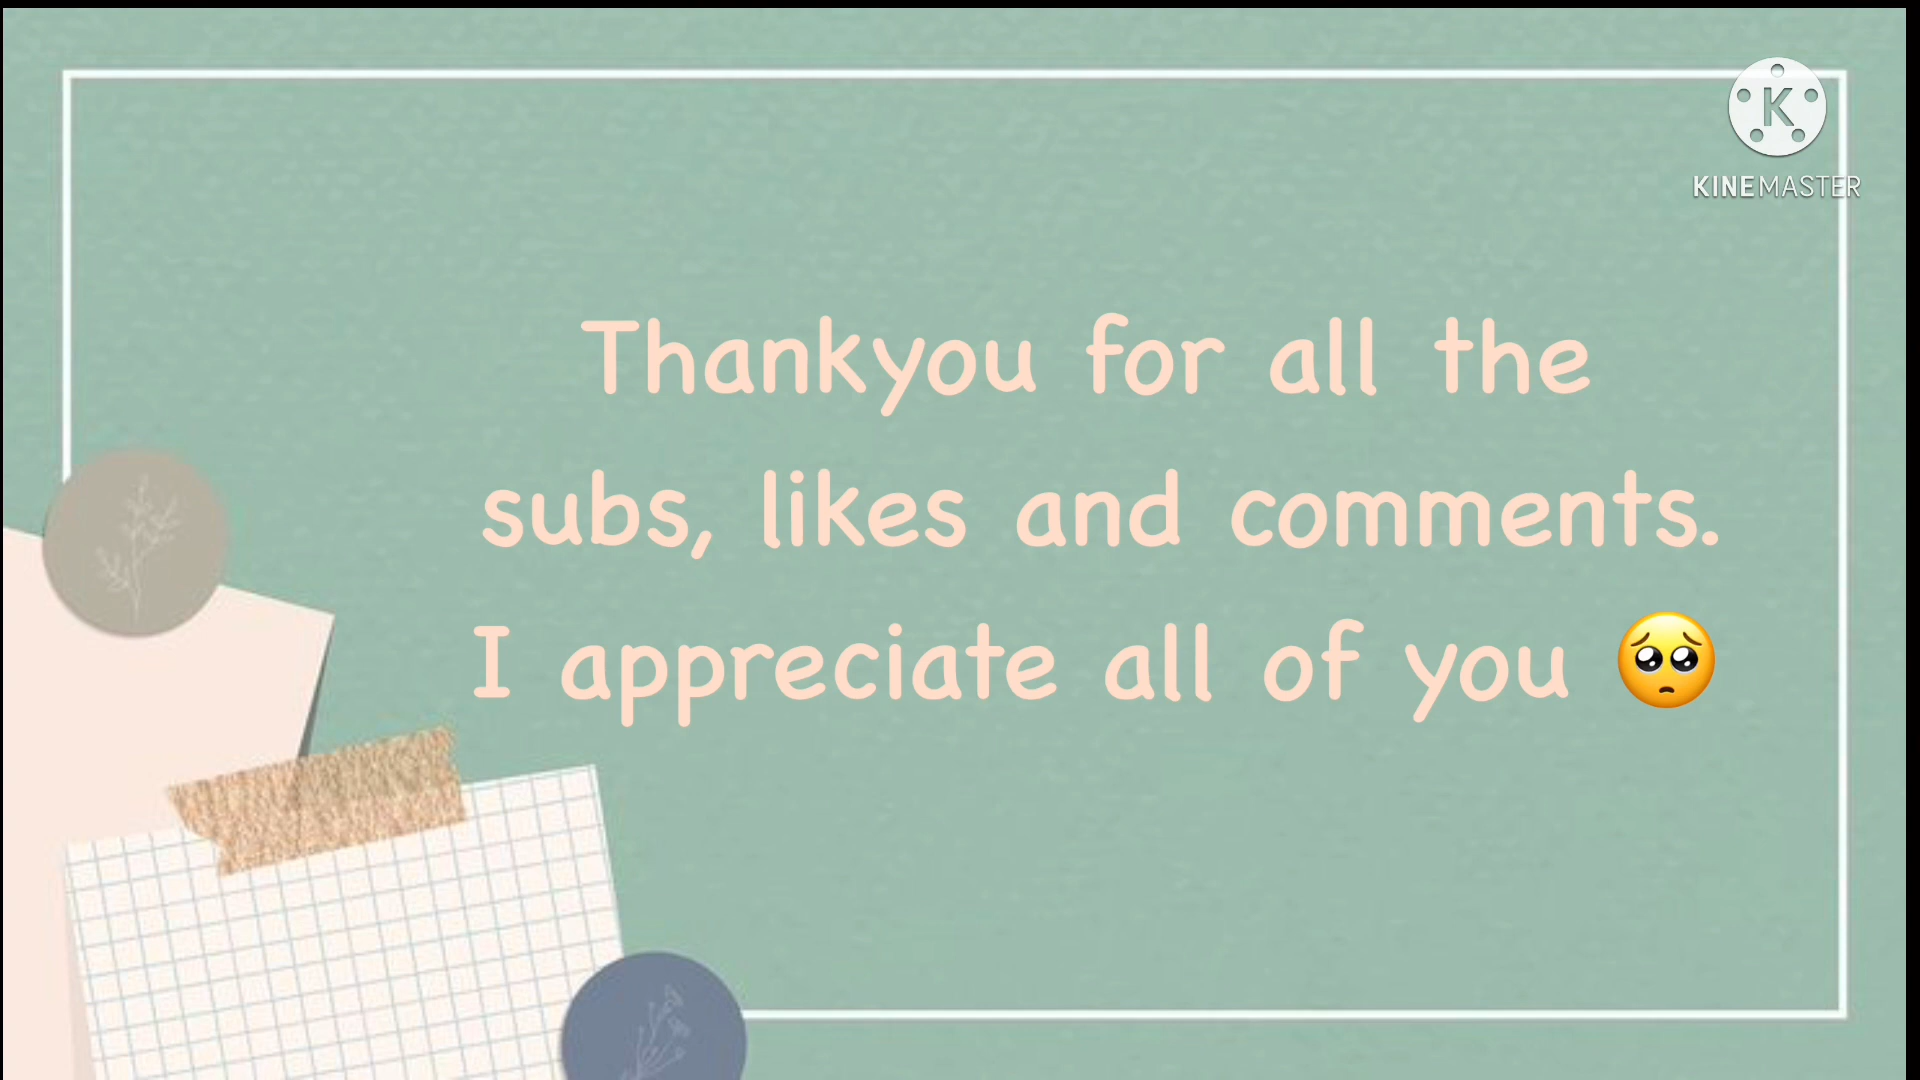 K
KINEMASTER
Thankyou for all the
subs, likes and comments.
I appreciate all of you 🥺